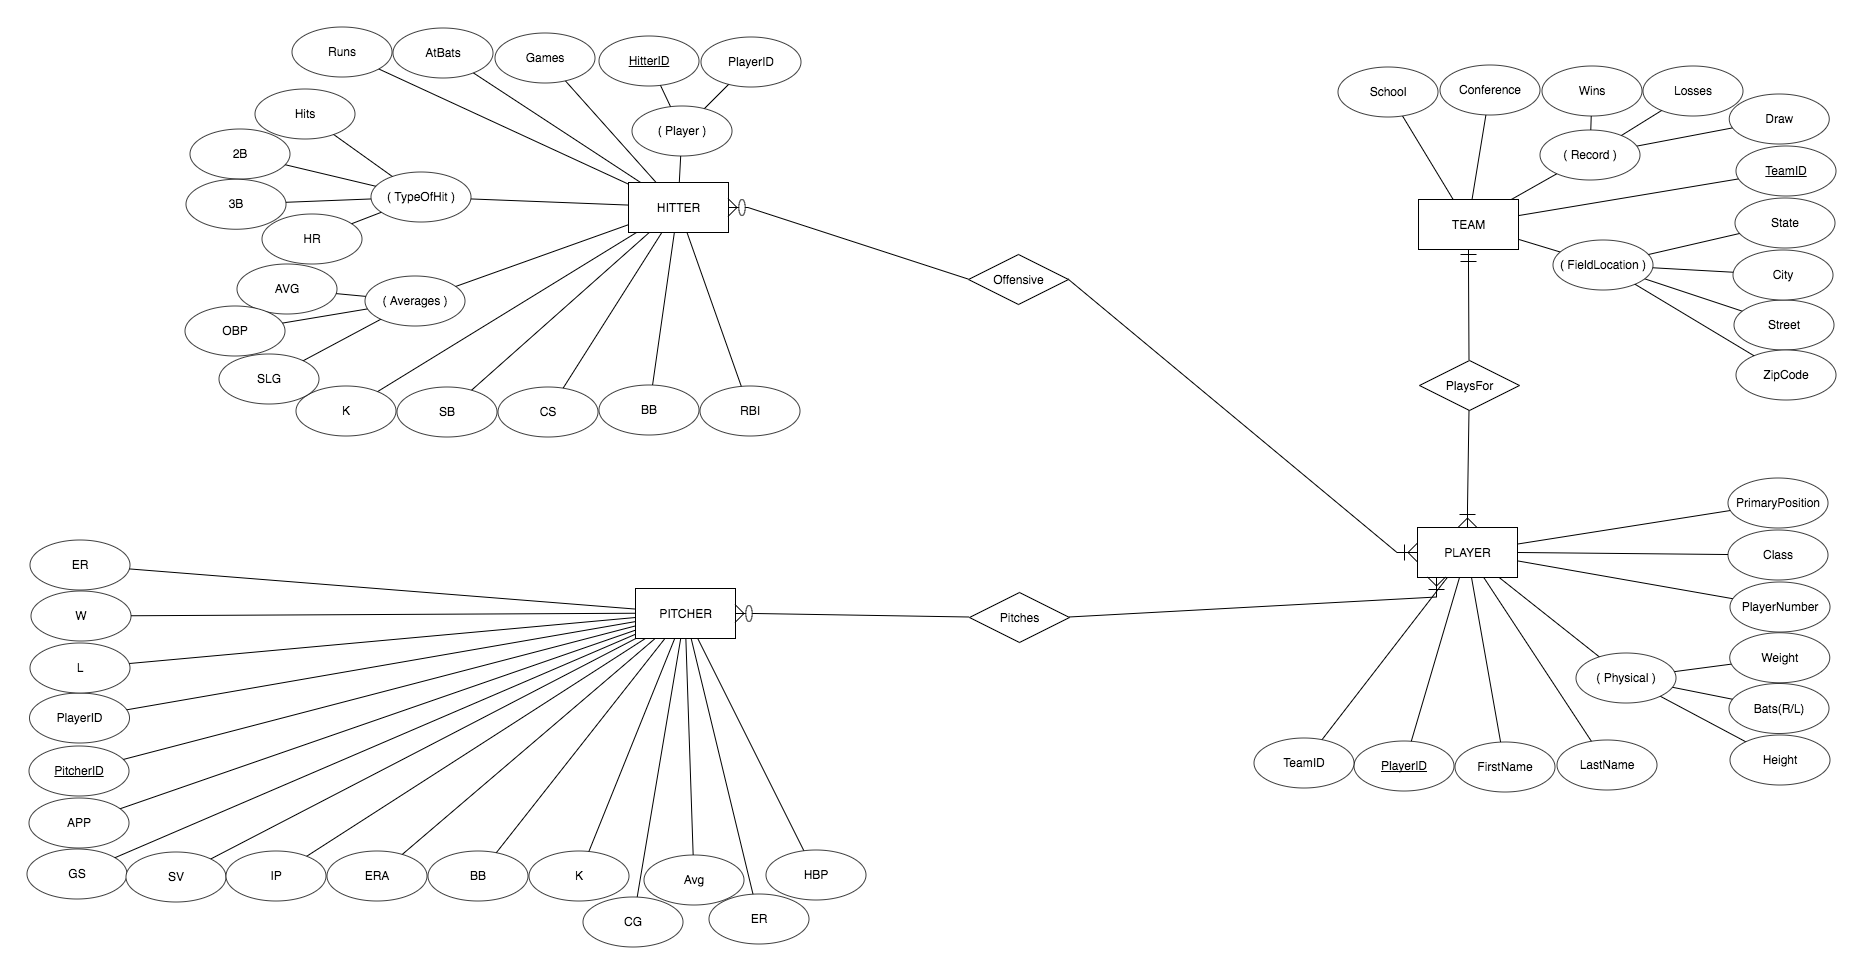 Runs
AtBats
Games
HitterID
PlayerID
( Player )
Hits
2B
3B
HR
( TypeOfHit )
HITTER
AVG
OBP
SLG
( Averages )
K
SB
CS
BB
RBI
Offensive
School
Conference
Wins
Losses
Draw
( Record )
TeamID
TEAM
State
( FieldLocation )
City
Street
ZipCode
PlaysFor
PrimaryPosition
PLAYER
Class
PlayerNumber
Weight
( Physical )
Bats(R/L)
Height
TeamID
PlayerID
FirstName
LastName
Pitches
PITCHER
ER
W
L
PlayerID
PitcherID
APP
GS
SV
IP
ERA
BB
K
CG
Avg
ER
HBP